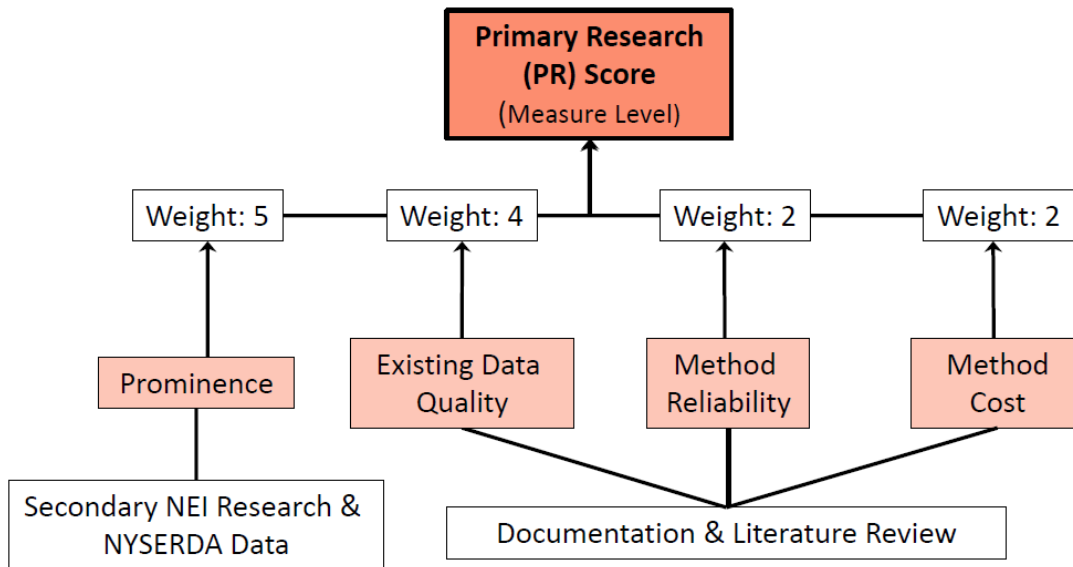 Primary Research
(PR) Score
(Measure Level)
Weight: 5
Weight: 4
Weight: 2
Weight: 2
Prominence
Existing Data
Quality
Method
Reliability
Method
Cost
Secondary NEI Research &
NYSERDA Data
Documentation & Literature Review